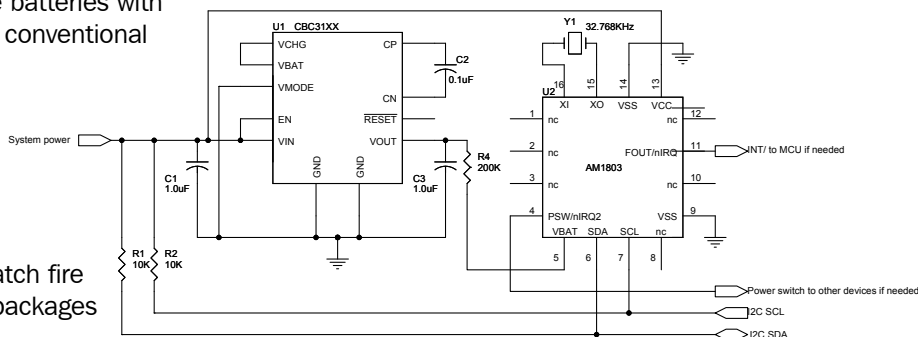 e batteries with
conventional
atch fire
packages
U1 CBC31XX
VCHG
VBAT
VMODE
EN
VIN
CP
CN
RESET
VOUT
GND
GND
C2
0.1uF
System power
C1
1.0uF
C3
1.0uF
R4
200K
R1
10K
R2
10K
Y1
32.768KHz
U2
16
15
14
13
XI
XO
VSS
VCC
1
nc
2
nc
3
nc
4
PSW/nIRQ2
AM1803
nc
12
FOUT/nIRQ
11
nc
10
VSS
9
VBAT
SDA
SCL
nc
5
6
7
8
INT/ to MCU if needed
Power switch to other devices if needed
I2C SCL
I2C SDA